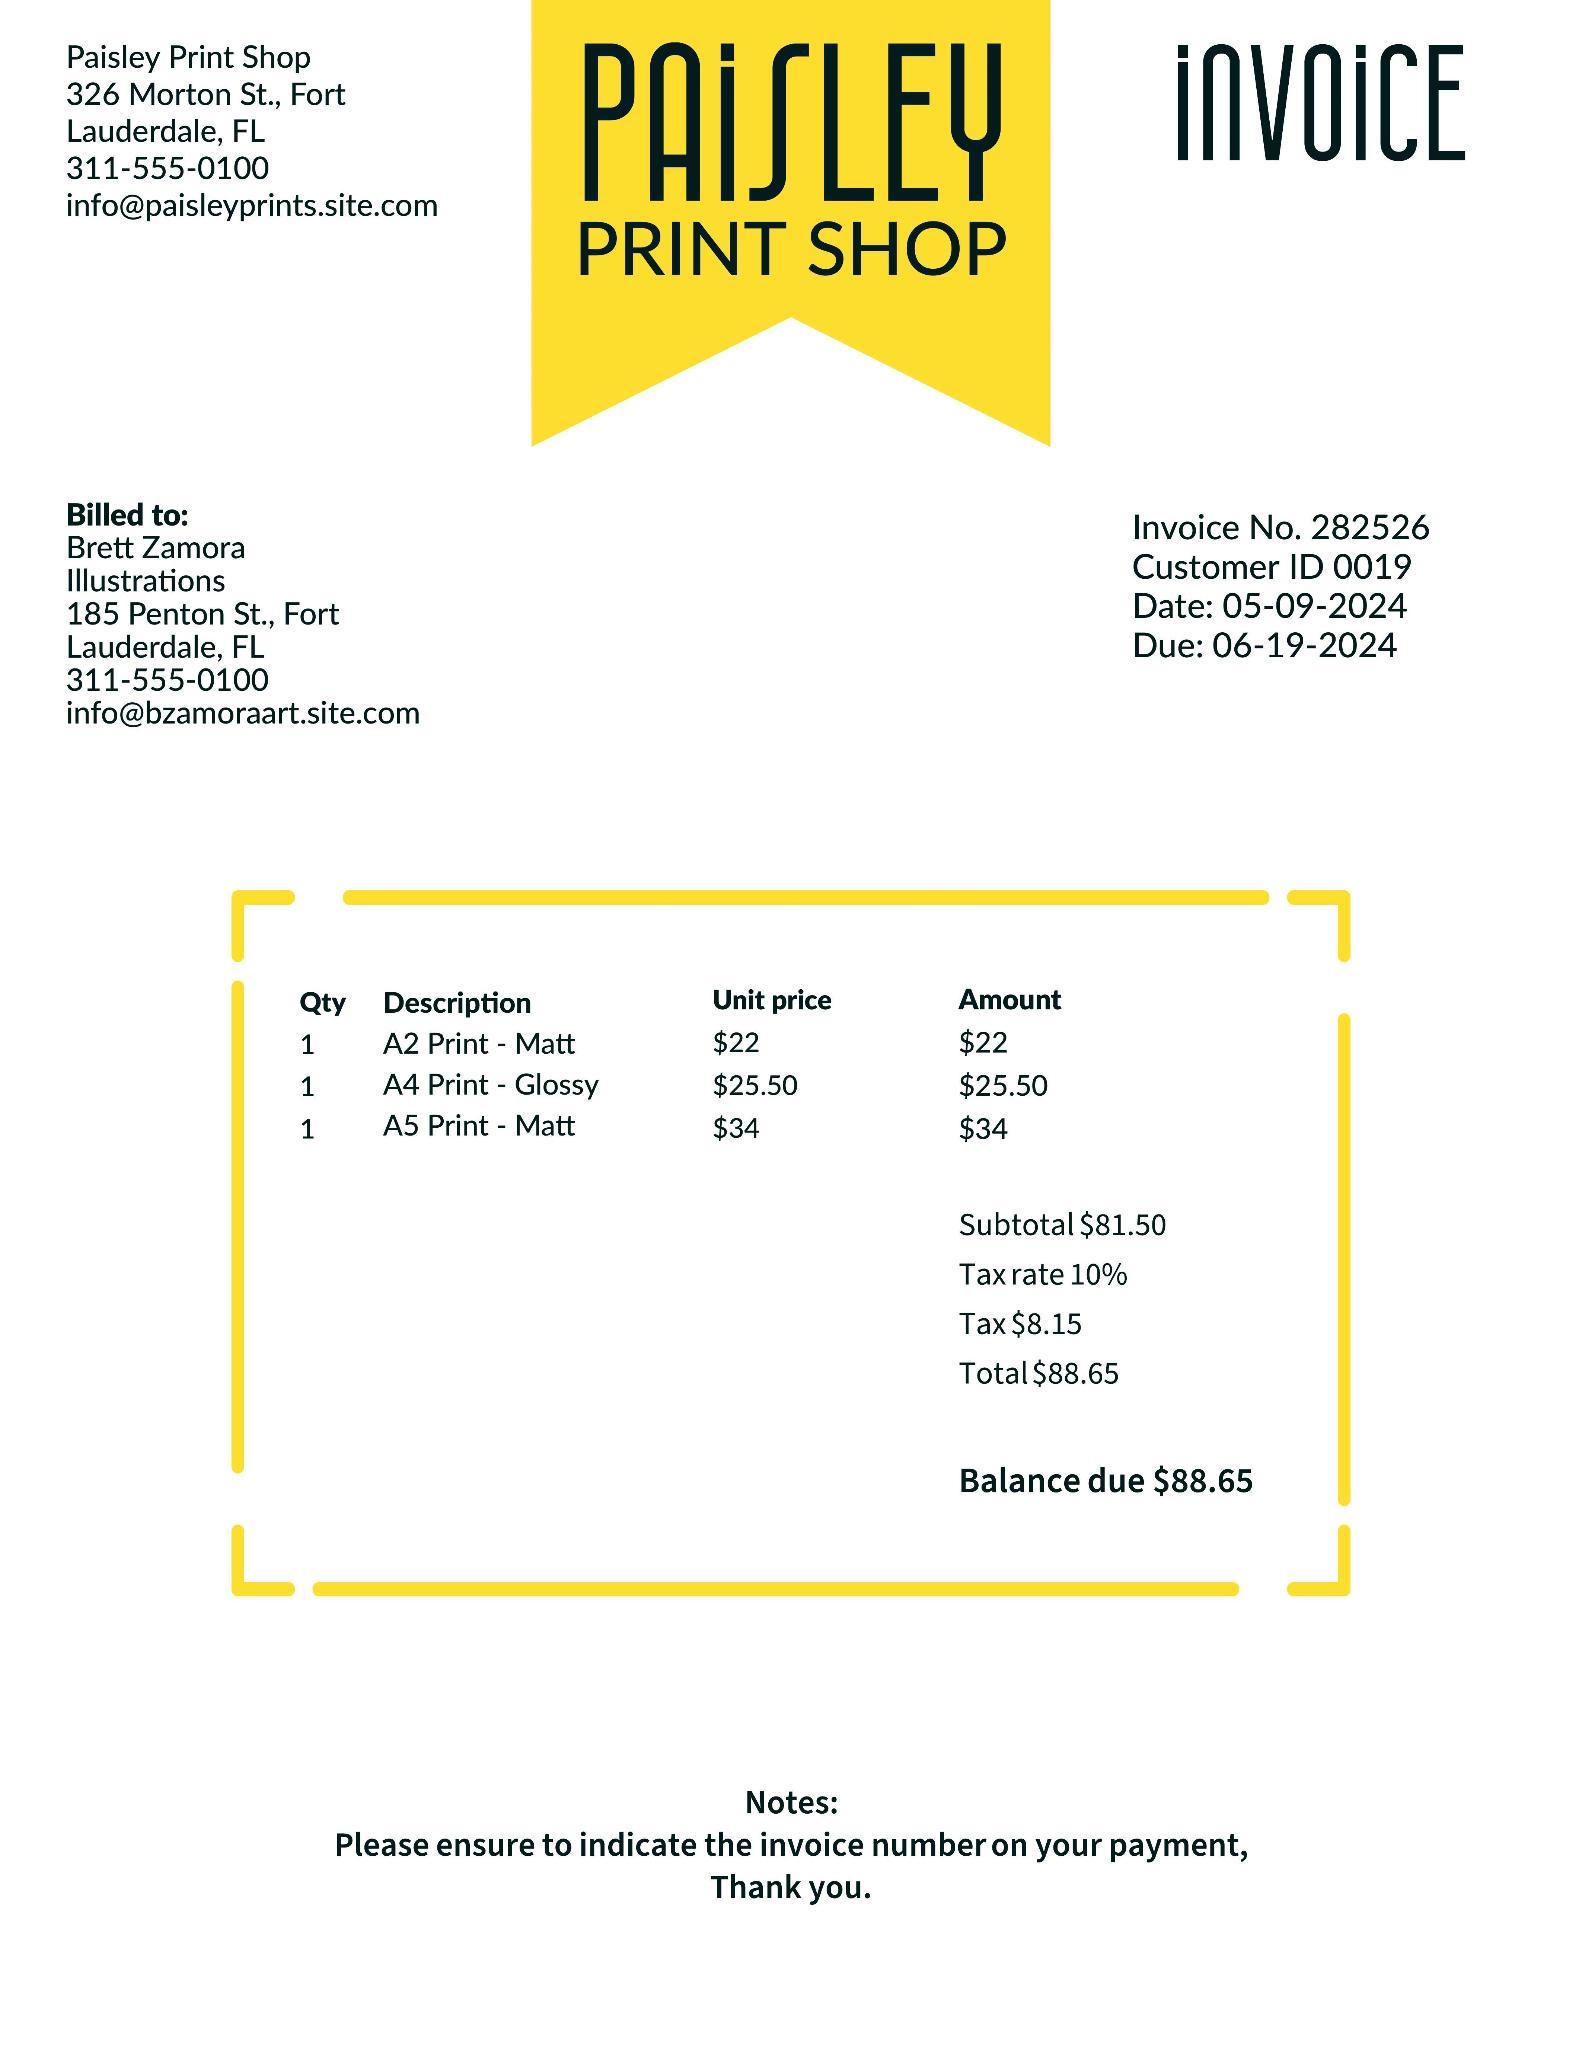 Paisley Print Shop
326 Morton St., Fort
Lauderdale, FL
311-555-0100
info@paisleyprints.site.com
PAiSLEY
PRINT SHOP
iNVOiCE
Billed to:
Brett Zamora
Illustrations
185 Penton St., Fort
Lauderdale, FL
311-555-0100
info@bzamoraart.site.com
Invoice No. 282526
Customer ID 0019
Date: 05-09-2024
Due: 06-19-2024
Qty Description Unit price Amount
1 A2 Print - Matt $22 $22
1 A4 Print - Glossy $25.50 $25.50
1 A5 Print - Matt $34 $34
Subtotal $81.50
Tax rate 10%
Tax $8.15
Total $88.65
Balance due $88.65
Notes:
Please ensure to indicate the invoice number on your payment,
Thank you.